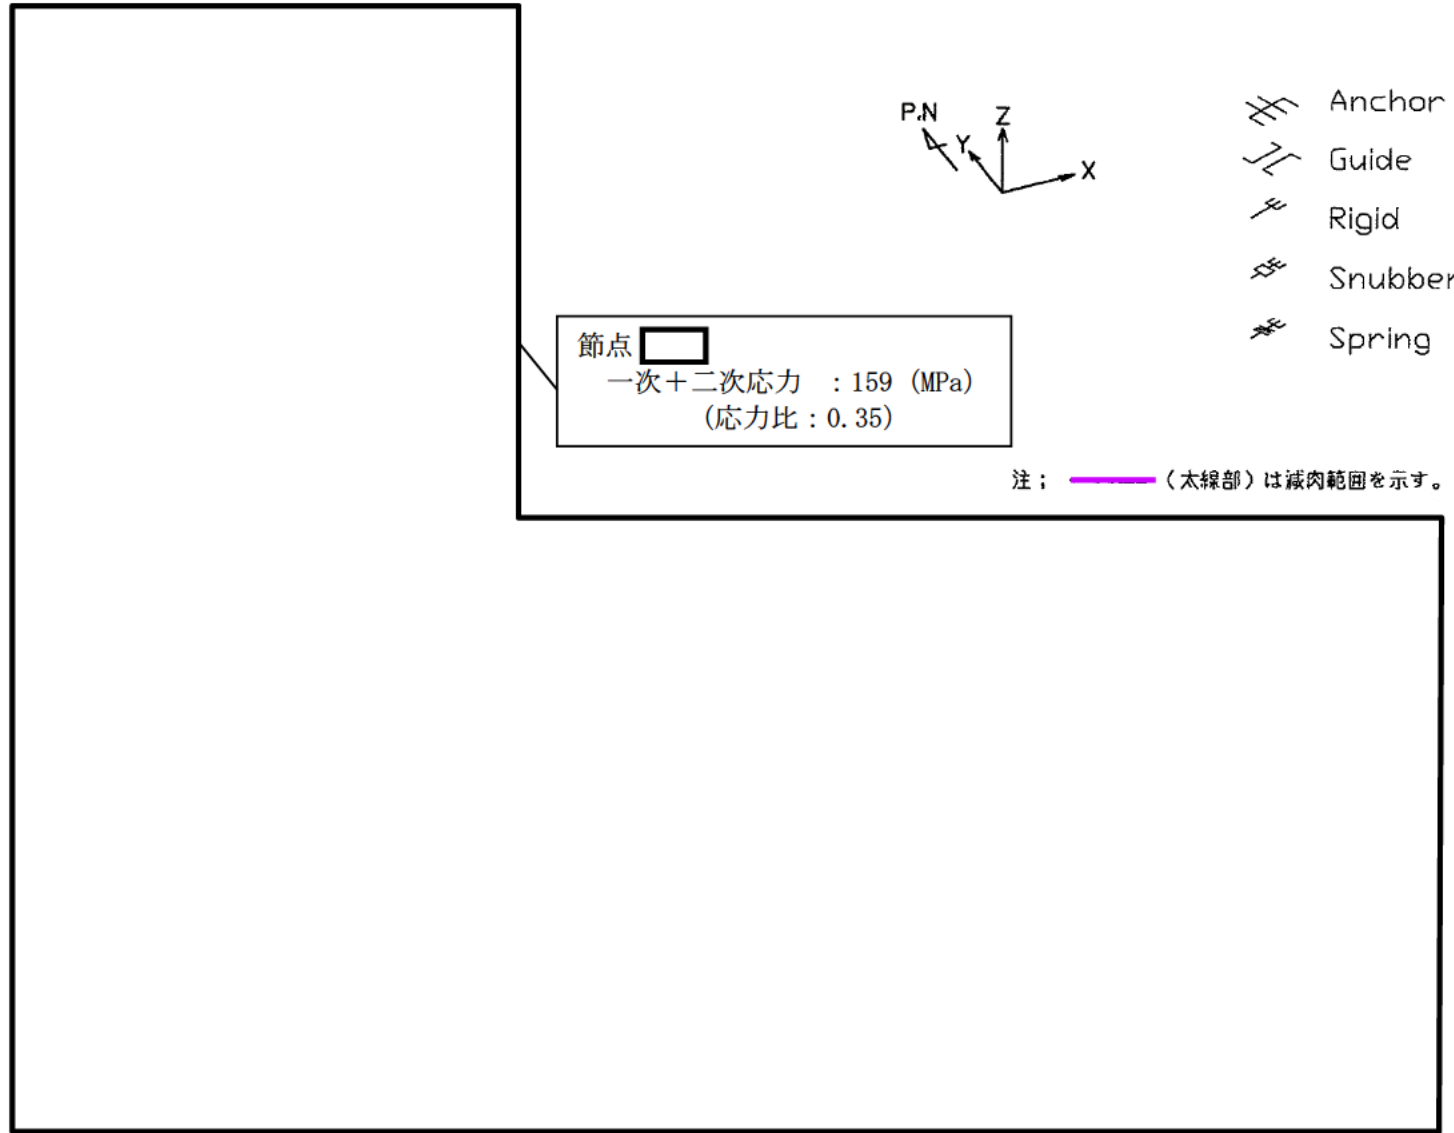 P.N
Y
Z
X
Anchor
Guide
Rigid
Snubber
Spring
節点
一次＋二次応力 ：159 (MPa)
(応力比：0.35)
注； （太線部）は減肉範囲を示す。